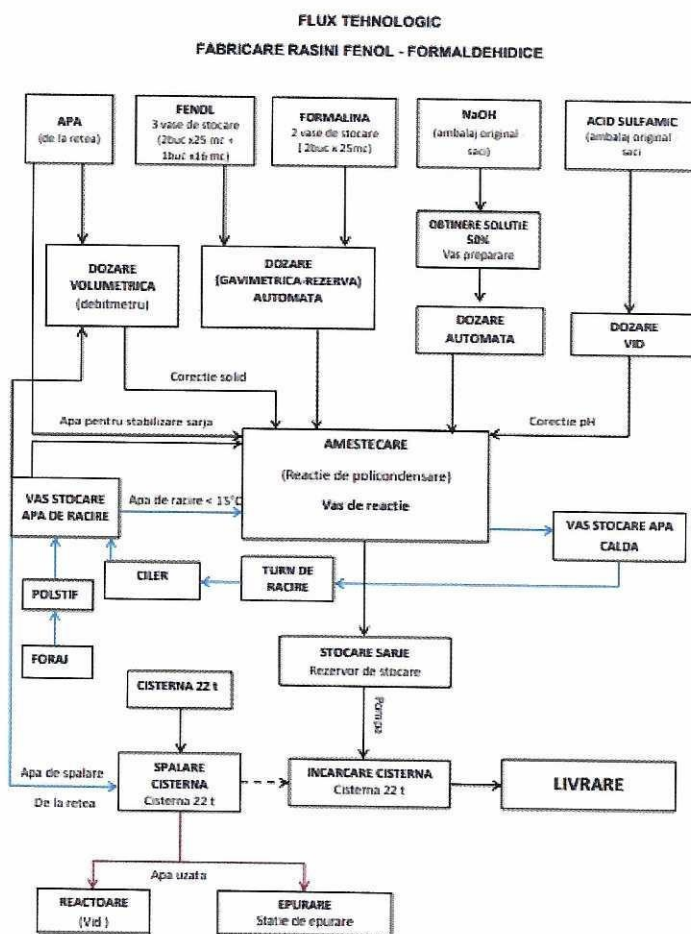 FLUX TEHNOLOGIC
FABRICARE RASINI FENOL - FORMALDEHIDICE
APA
(de la retea)
FENOL
3 vase de stocare
(2buc x25 mc +
1buc x16 mc)
FORMALINA
2 vase de stocare
[ 2buc x 25mc)
NaOH
(ambalaj original
saci)
ACID SULFAMIC
(ambalaj original
saci
OBTINERE SOLUTIE
50%
Vas preparare
DOZARE
VOLUMETRICA
(debitmetru)
DOZARE
(GAVIMETRICA-REZERVA)
AUTOMATA
DOZARE
AUTOMATA
DOZARE
VID
Corectie solid
Apa pentru stabilizare sarja
Corectie pH
AMESTECARE
(Reactie de policondensare)
Vas de reactie
VAS STOCARE
APA DE RACIRE
Apa de racire < 15°C
VAS STOCARE APA
CALDA
POLSTIF
CILER
TURN DE
RACIRE
FORAJ
STOCARE SARJE
Rezervor de stocare
CISTERNA 22 t
Pompa
Apa de spalare
De la retea
SPALARE
CISTERNA
Cisterna 22 t
INCARCARE CISTERNA
Cisterna 22 t
LIVRARE
Apa uzata
REACTOARE
(Vid )
EPURARE
Statie de epurare